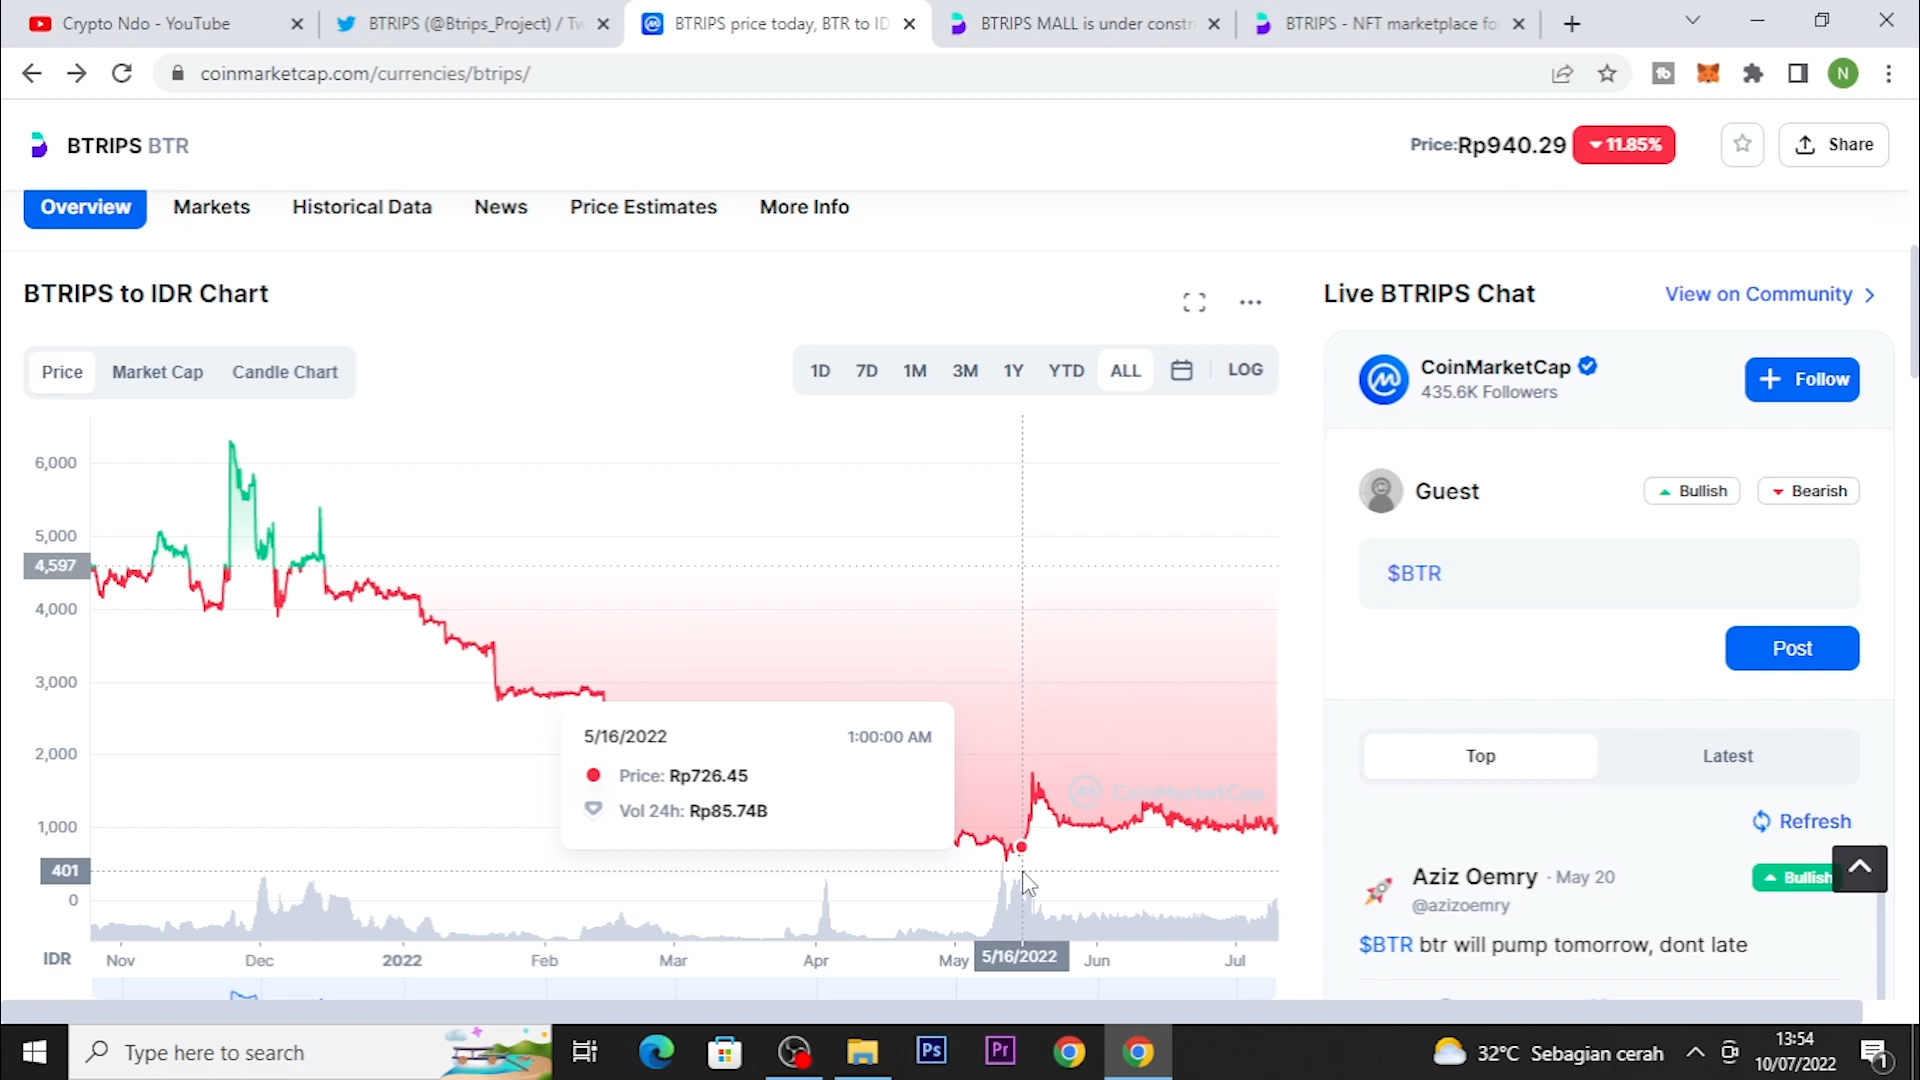 Crypto Ndo - YouTube
BTRIPS (@Btrips_Project) / Tw
BTRIPS price today, BTR to ID
BTRIPS MALL is under constr
BTRIPS - NFT marketplace fo
coinmarketcap.com/currencies/btrips/
N
BTRIPS BTR
Price:Rp940.29
11.85%
Share
Overview
Markets
Historical Data
News
Price Estimates
More Info
BTRIPS to IDR Chart
Price
Market Cap
Candle Chart
1D
7D
1M
3M
1Y
YTD
ALL
LOG
6,000
5,000
4,597
4,000
3,000
2,000
1,000
401
0
5/16/2022
1:00:00 AM
Price: Rp726.45
Vol 24h: Rp85.74B
CoinMarketCap
IDR
Nov
Dec
2022
Feb
Mar
Apr
May
5/16/2022
Jun
Jul
Live BTRIPS Chat
View on Community
CoinMarketCap
435.6K Followers
Follow
Guest
Bullish
Bearish
$BTR
Post
Top
Latest
Refresh
Aziz Oemry · May 20
@azizoemry
Bullish
$BTR btr will pump tomorrow, dont late
Type here to search
Ps
Pr
32°C Sebagian cerah
13:54
10/07/2022
1